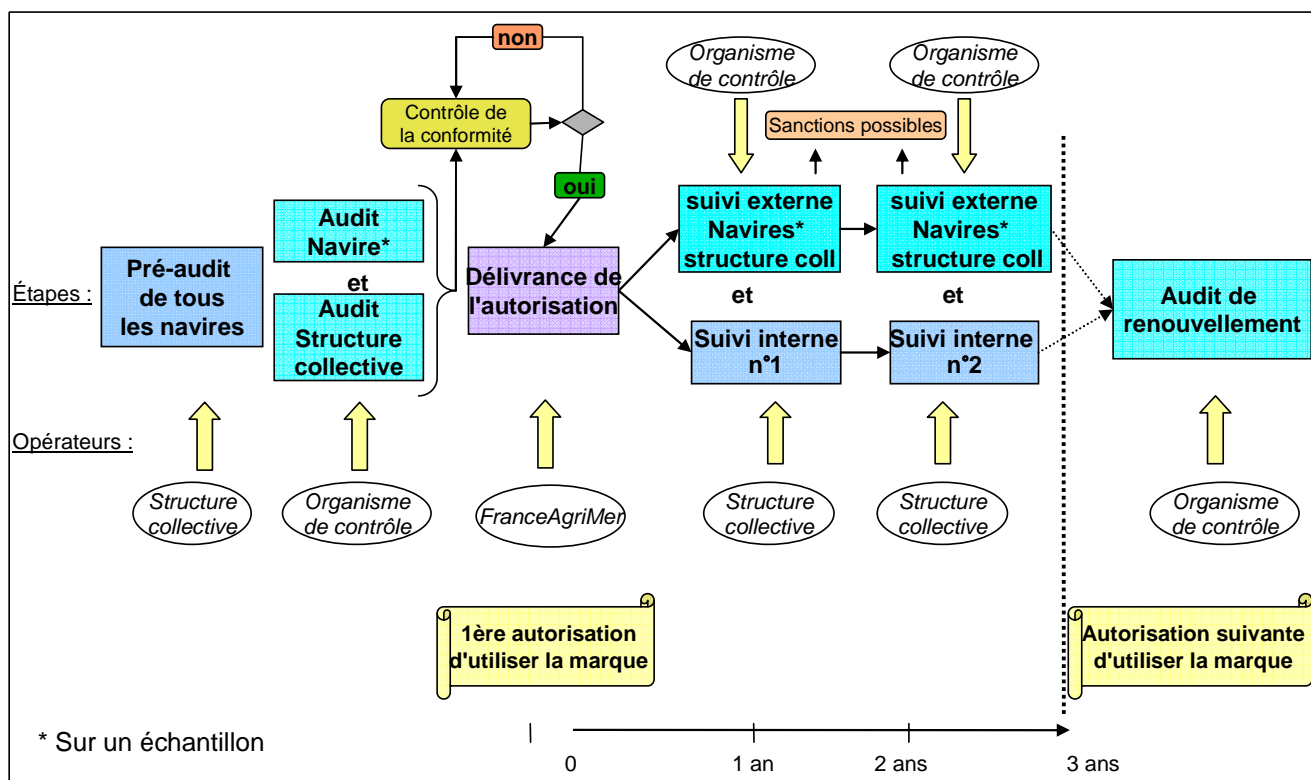 non
Organisme
de contrôle
Organisme
de contrôle
Contrôle de
la conformité
Sanctions possibles
oui
Étapes :
Pré-audit
de tous
les navires
Audit
Navire*
et
Audit
Structure
collective
Délivrance de
l'autorisation
suivi externe
Navires*
structure coll
et
Suivi interne
n°1
suivi externe
Navires*
structure coll
et
Suivi interne
n°2
Audit de
renouvellement
Opérateurs :
Structure
collective
Organisme
de contrôle
FranceAgriMer
Structure
collective
Structure
collective
Organisme
de contrôle
1ère autorisation
d'utiliser la marque
Autorisation suivante
d'utiliser la marque
* Sur un échantillon
0
1 an
2 ans
3 ans